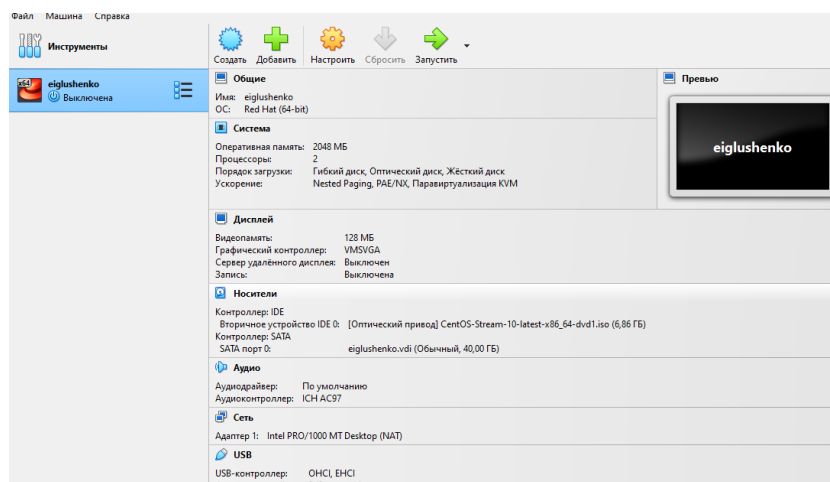 Файл Машина Справка
Инструменты
Создать Добавить Настроить Сбросить Запустить
x64
eiglushenko
Выключена
Общие
Имя: eiglushenko
ОС: Red Hat (64-bit)
Система
Оперативная память: 2048 МБ
Процессоры: 2
Порядок загрузки: Гибкий диск, Оптический диск, Жёсткий диск
Ускорение: Nested Paging, PAE/NX, Паравиртуализация KVM
Превью
eiglushenko
Дисплей
Видеопамять: 128 МБ
Графический контроллер: VMSVGA
Сервер удалённого дисплея: Выключен
Запись: Выключена
Носители
Контроллер: IDE
Вторичное устройство IDE 0: [Оптический привод] CentOS-Stream-10-latest-x86_64-dvd1.iso (6,86 ГБ)
Контроллер: SATA
SATA порт 0: eiglushenko.vdi (Обычный, 40,00 ГБ)
Аудио
Аудиодрайвер: По умолчанию
Аудиоконтроллер: ICH AC97
Сеть
Адаптер 1: Intel PRO/1000 MT Desktop (NAT)
USB
USB-контроллер: OHCI, EHCI